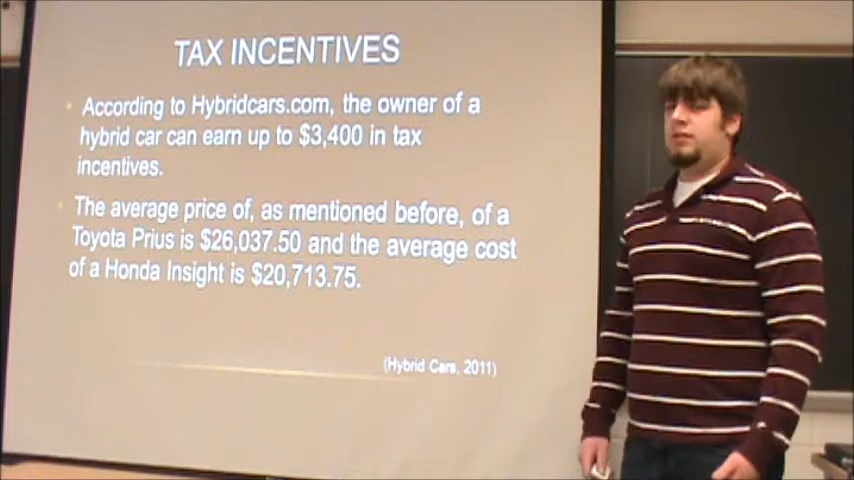 TAX INCENTIVES
According to Hybridcars.com, the owner of a
hybrid car can earn up to $3,400 in tax
incentives.
The average price of, as mentioned before, of a
Toyota Prius is $26,037.50 and the average cost
of a Honda Insight is $20,713.75.
(Hybrid Cars, 2011)